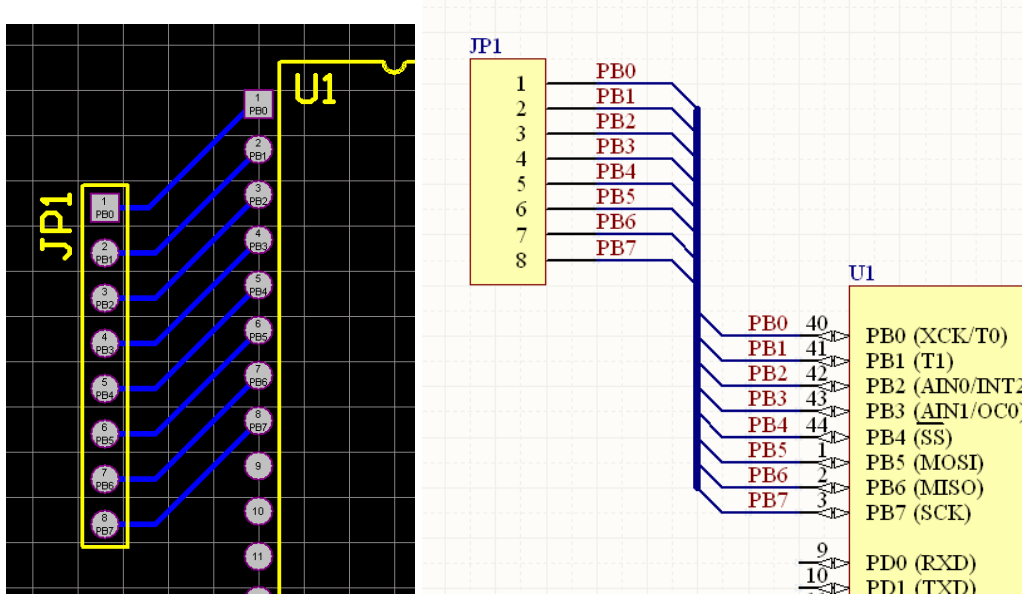 U1
1
PB0
2
PB1
3
PB2
4
PB3
5
PB4
6
PB5
7
PB6
8
PB7
9
10
11
JP1
1
PB0
2
PB1
3
PB2
4
PB3
5
PB4
6
PB5
7
PB6
8
PB7
JP1
1 PB0
2 PB1
3 PB2
4 PB3
5 PB4
6 PB5
7 PB6
8 PB7
U1
PB0 40 PB0 (XCK/T0)
PB1 41 PB1 (T1)
PB2 42 PB2 (AIN0/INT2
PB3 43 PB3 (AIN1/OC0)
PB4 44 PB4 (SS)
PB5 1 PB5 (MOSI)
PB6 2 PB6 (MISO)
PB7 3 PB7 (SCK)
9 PD0 (RXD)
10 PD1 (TXD)